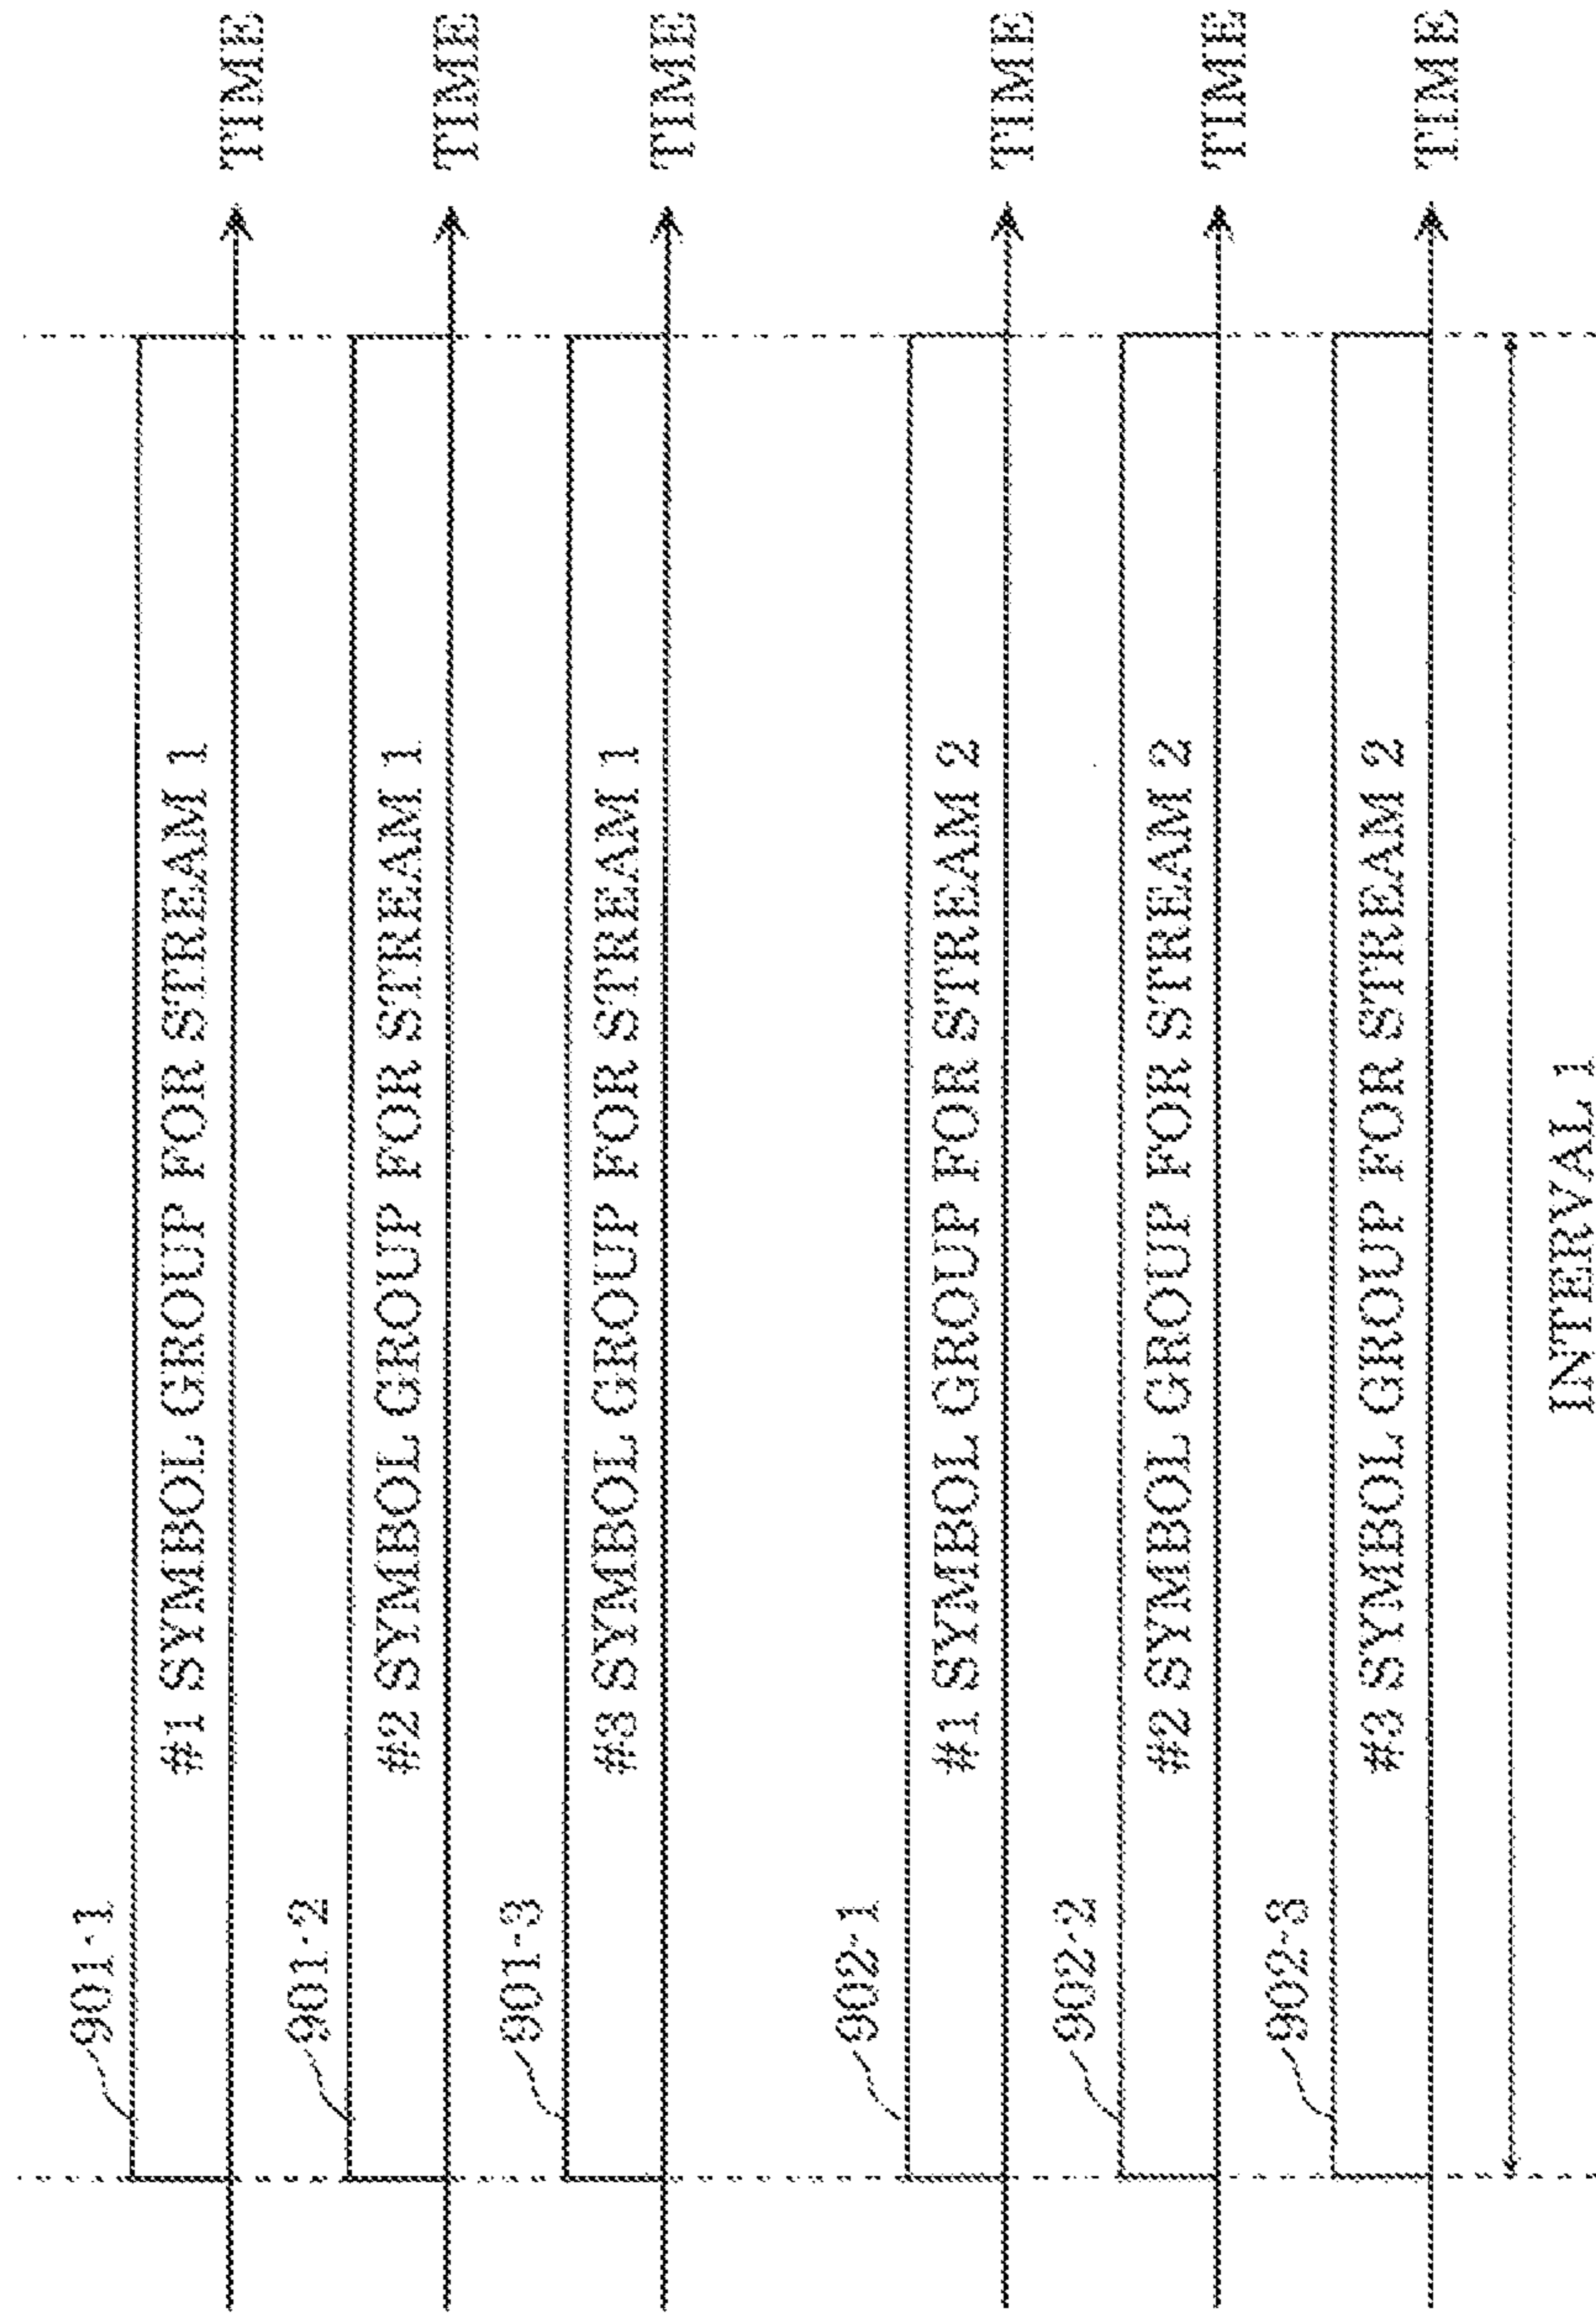 901-1
#1 SYMBOL GROUP FOR STREAM 1
TIME
901-2
#2 SYMBOL GROUP FOR STREAM 1
TIME
901-3
#3 SYMBOL GROUP FOR STREAM 1
TIME
902-1
#1 SYMBOL GROUP FOR STREAM 2
TIME
902-2
#2 SYMBOL GROUP FOR STREAM 2
TIME
902-3
#3 SYMBOL GROUP FOR STREAM 2
TIME
INTERVAL 1